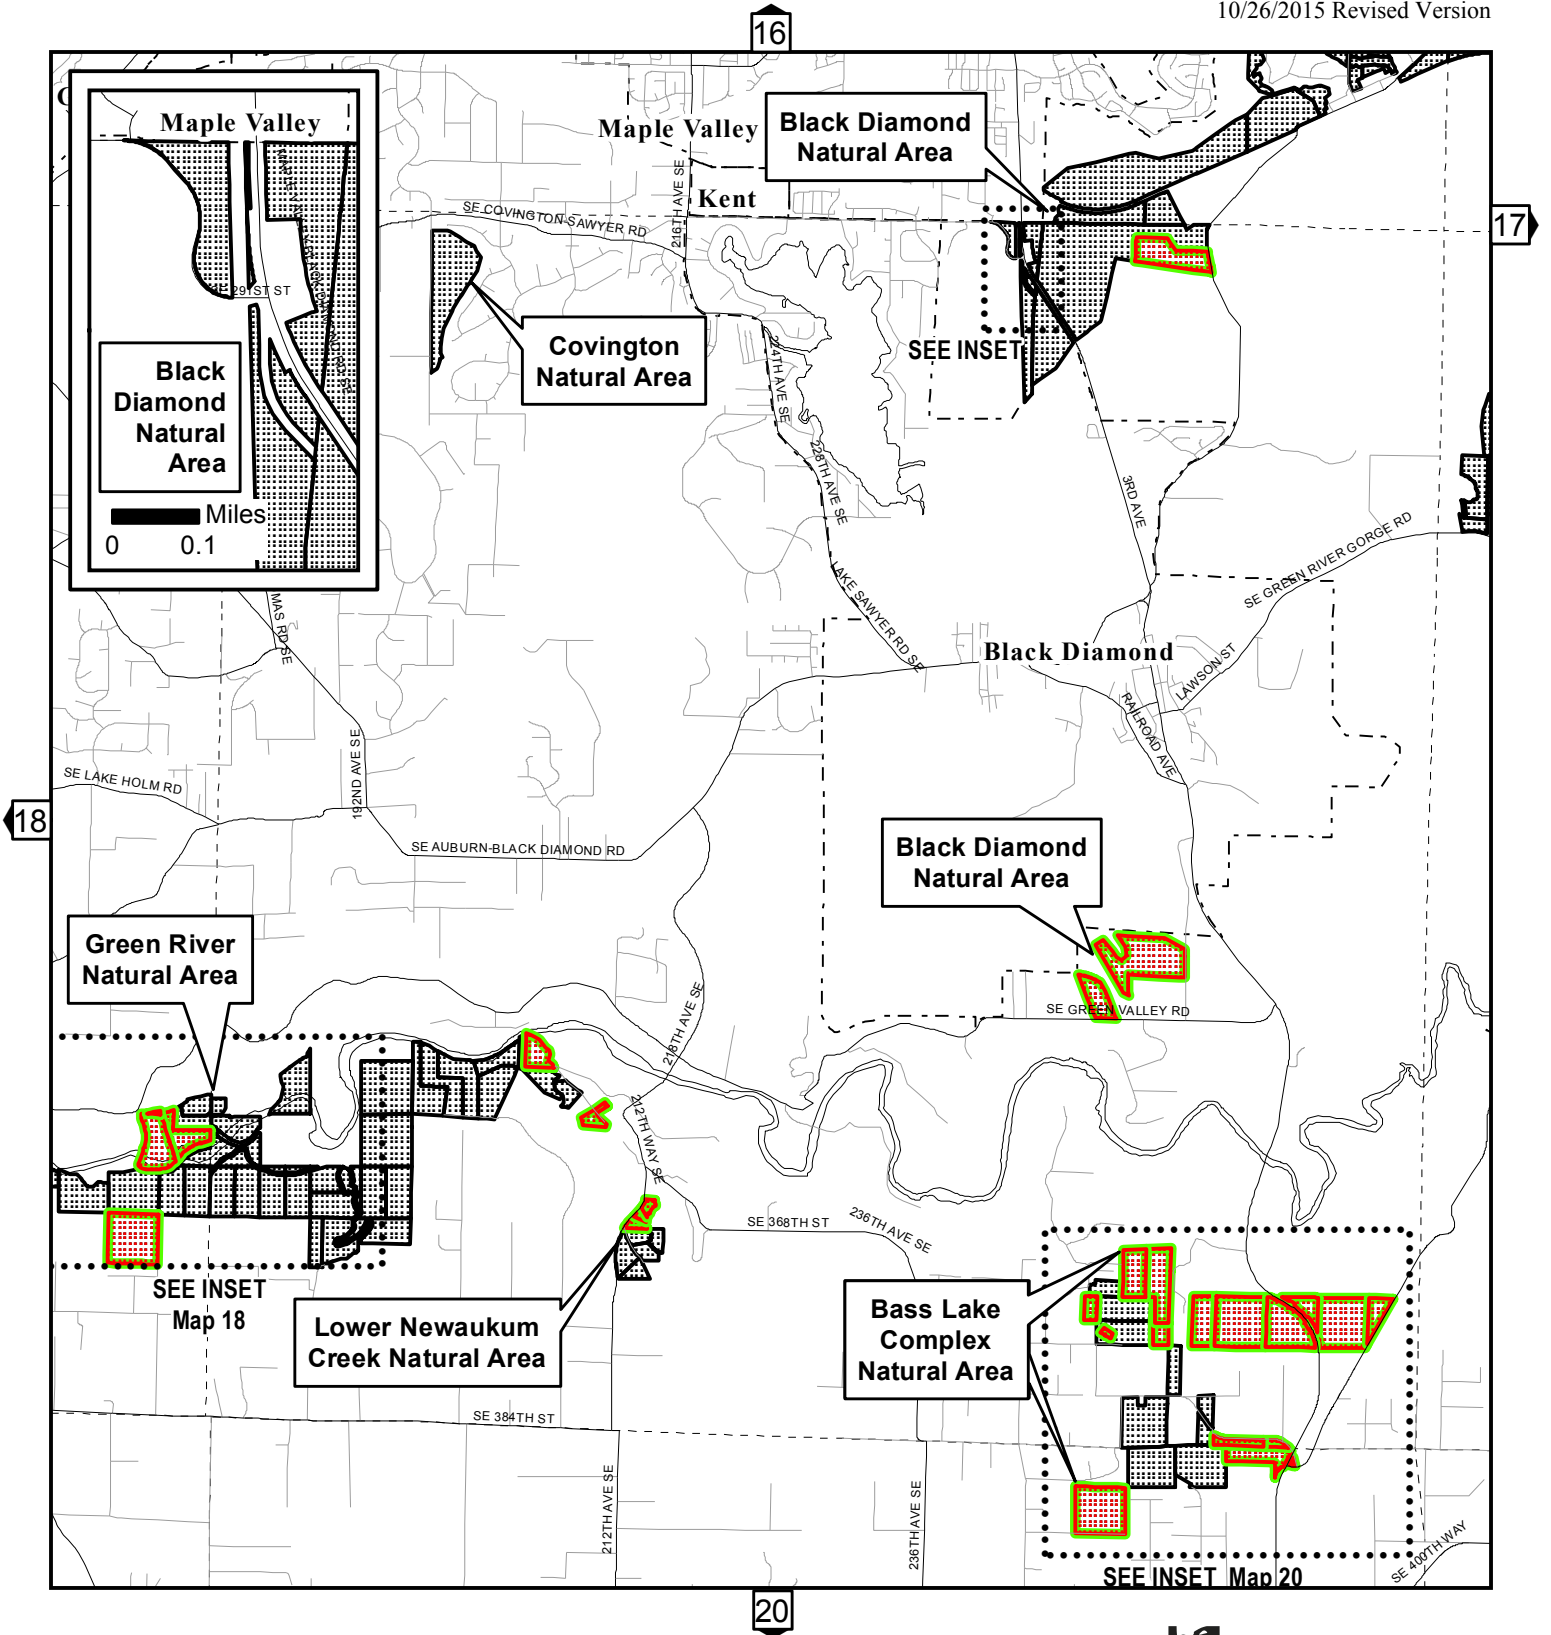 10/26/2015 Revised Version
16
Maple Valley
SE 291ST ST
Black
Diamond
Natural
Area
Miles
0 0.1
Maple Valley
Kent
Black Diamond
Natural Area
SE COVINGTON-SAWYER RD
216TH AVE SE
17
Covington
Natural Area
SEE INSET
224TH AVE SE
228TH AVE SE
3RD AVE
SE GREEN RIVER GORGE RD
LAKE SAWYER RD SE
MAS RD SE
Black Diamond
LAWSON ST
RAILROAD AVE
192ND AVE SE
SE LAKE HOLM RD
18
SE AUBURN-BLACK DIAMOND RD
Black Diamond
Natural Area
Green River
Natural Area
218TH AVE SE
SE GREEN VALLEY RD
212TH WAY SE
SE 368TH ST
236TH AVE SE
SEE INSET
Map 18
Lower Newaukum
Creek Natural Area
Bass Lake
Complex
Natural Area
SE 384TH ST
212TH AVE SE
236TH AVE SE
SE 400TH WAY
SEE INSET Map 20
20